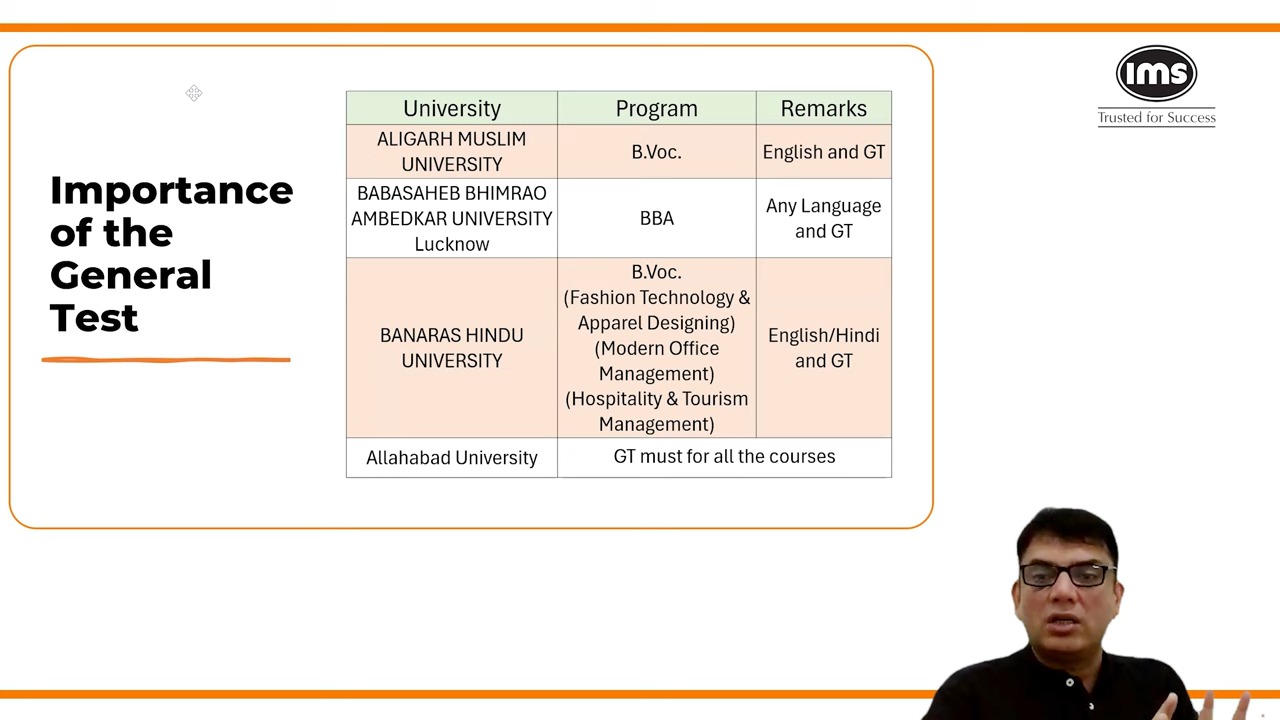 ims
Trusted for Success
Importance
of the
General
Test
University Program Remarks
ALIGARH MUSLIM
UNIVERSITY
B.Voc.
English and GT
BABASAHEB BHIMRAO
AMBEDKAR UNIVERSITY
Lucknow
BBA
Any Language
and GT
BANARAS HINDU
UNIVERSITY
B.Voc.
(Fashion Technology &
Apparel Designing)
(Modern Office
Management)
(Hospitality & Tourism
Management)
English/Hindi
and GT
Allahabad University
GT must for all the courses